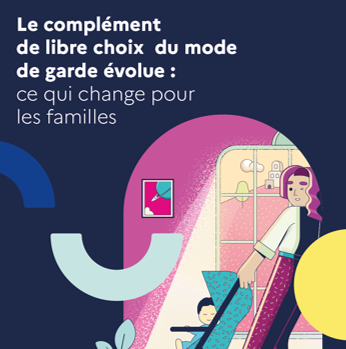 Le complément
de libre choix  du mode
de garde évolue :
ce qui change pour
les familles